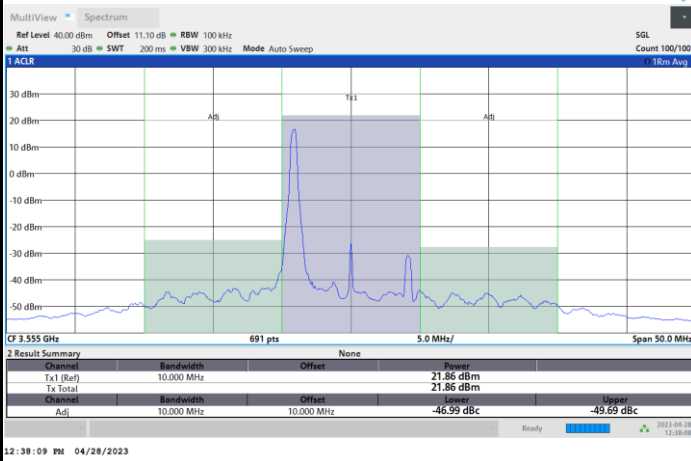 MultiView Spectrum
Ref Level 40.00 dBm Offset 11.10 dB RBW 100 kHz SGL
Att 30 dB SWT 200 ms VBW 300 kHz Mode Auto Sweep Count 100/100
1 ACLR 1Rm Avg
Tx1
30 dBm
Adj Adj
20 dBm
10 dBm
0 dBm
-10 dBm
-20 dBm
-30 dBm
-40 dBm
-50 dBm
CF 3.555 GHz 691 pts 5.0 MHz/ Span 50.0 MHz
2 Result Summary None
Channel Bandwidth Offset Power
Tx1 (Ref) 10.000 MHz 21.86 dBm
Tx Total 21.86 dBm
Channel Bandwidth Offset Lower Upper
Adj 10.000 MHz 10.000 MHz -46.99 dBc -49.69 dBc
Ready 2023-04-28
12:38:08
12:38:09 PM 04/28/2023